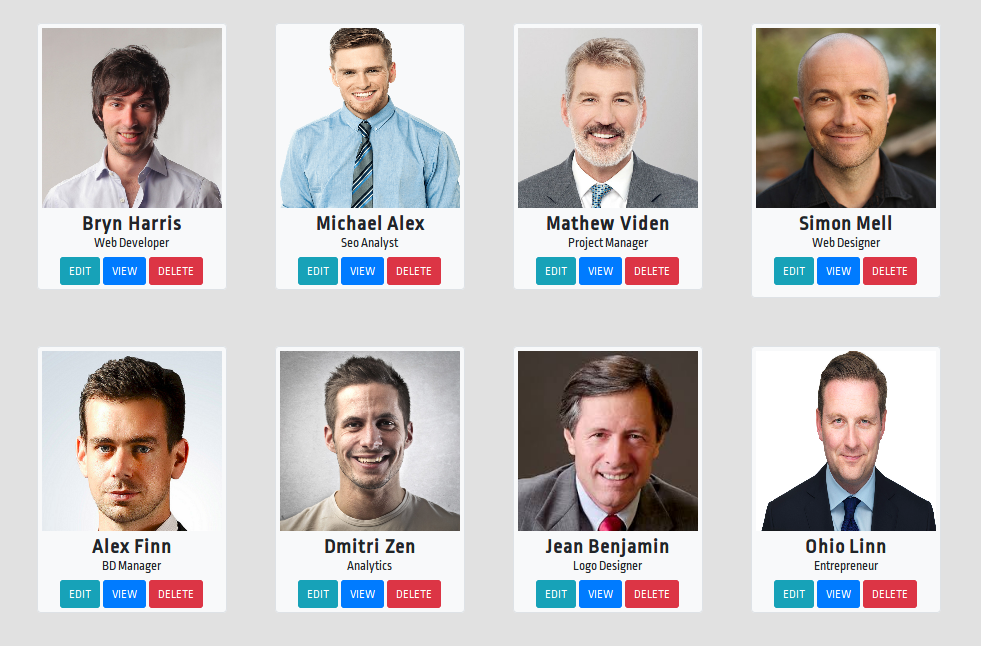 Bryn Harris
Web Developer
EDIT VIEW DELETE
Michael Alex
Seo Analyst
EDIT VIEW DELETE
Mathew Viden
Project Manager
EDIT VIEW DELETE
Simon Mell
Web Designer
EDIT VIEW DELETE
Alex Finn
BD Manager
EDIT VIEW DELETE
Dmitri Zen
Analytics
EDIT VIEW DELETE
Jean Benjamin
Logo Designer
EDIT VIEW DELETE
Ohio Linn
Entrepreneur
EDIT VIEW DELETE